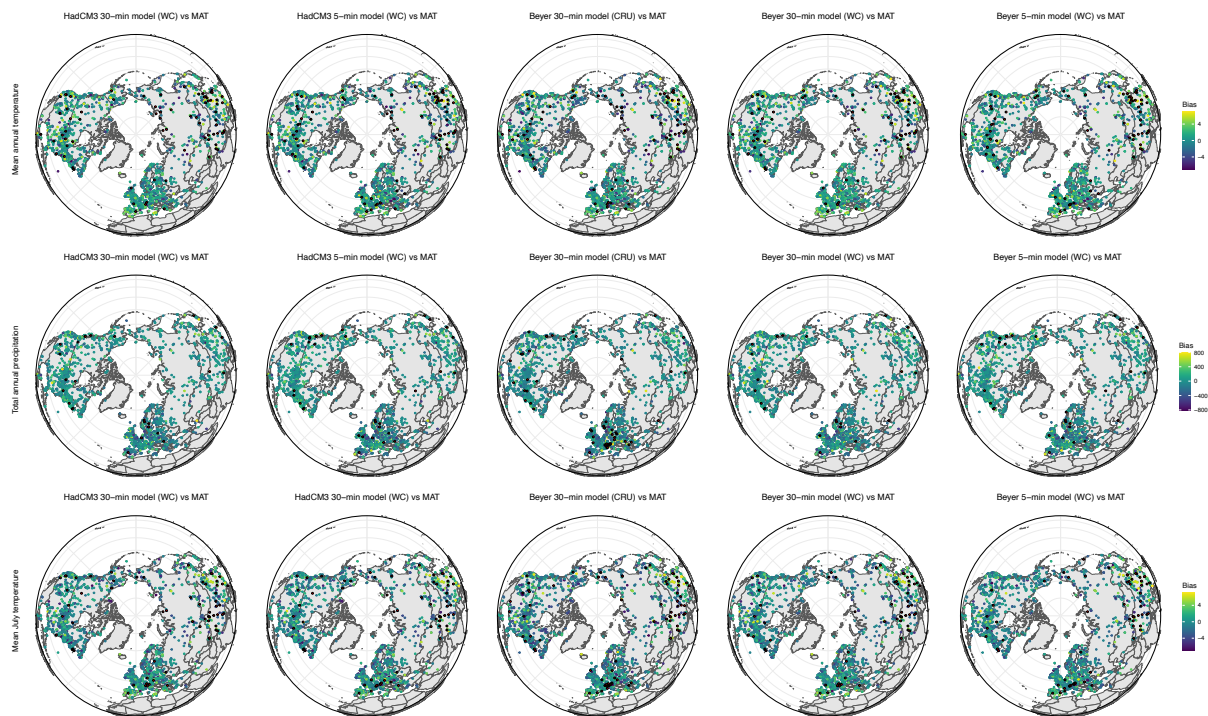 HadCM3 30−min model (WC) vs MAT
HadCM3 5−min model (WC) vs MAT
Beyer 30−min model (CRU) vs MAT
Beyer 30−min model (WC) vs MAT
Beyer 5−min model (WC) vs MAT
Mean annual temperature
Bias
4
0
−4
HadCM3 30−min model (WC) vs MAT
HadCM3 5−min model (WC) vs MAT
Beyer 30−min model (CRU) vs MAT
Beyer 30−min model (WC) vs MAT
Beyer 5−min model (WC) vs MAT
Total annual precipitation
Bias
800
400
0
−400
−800
HadCM3 30−min model (WC) vs MAT
HadCM3 30−min model (WC) vs MAT
Beyer 30−min model (CRU) vs MAT
Beyer 30−min model (WC) vs MAT
Beyer 5−min model (WC) vs MAT
Mean July temperature
Bias
4
0
−4